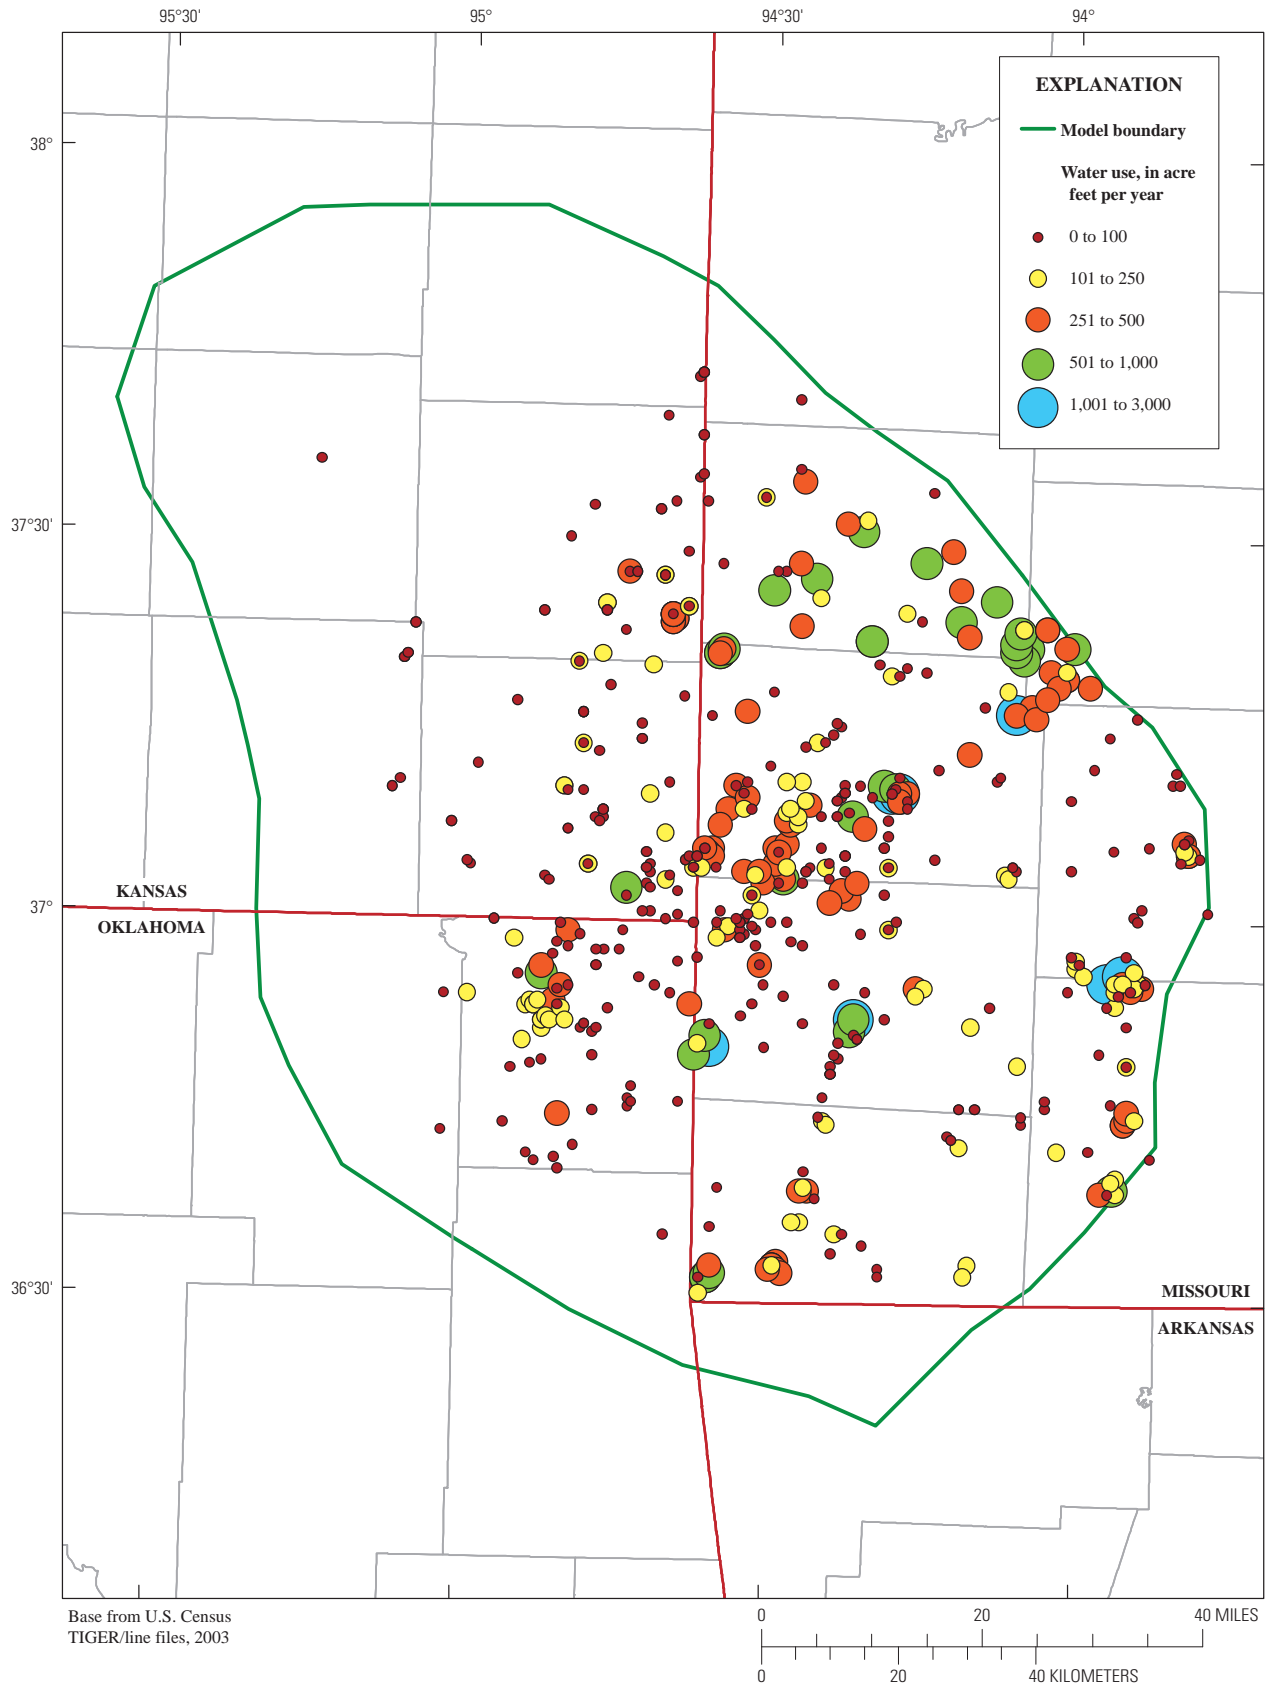 95°30'
95°
94°30'
94°
38°
37°30'
37°
36°30'
EXPLANATION
Model boundary
Water use, in acre
feet per year
0 to 100
101 to 250
251 to 500
501 to 1,000
1,001 to 3,000
KANSAS
OKLAHOMA
MISSOURI
ARKANSAS
Base from U.S. Census
TIGER/line files, 2003
0 20 40 MILES
0 20 40 KILOMETERS